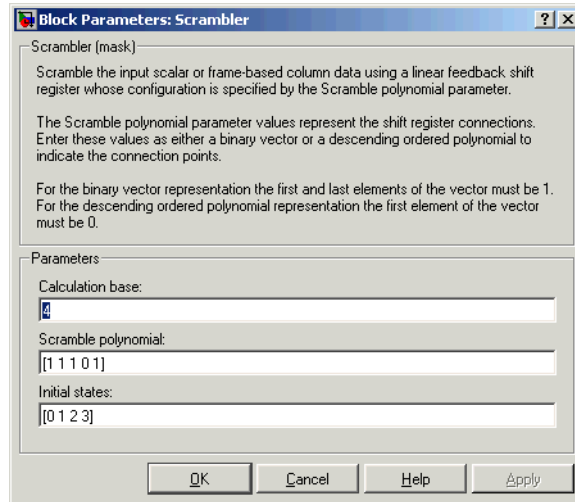 Block Parameters: Scrambler
Scrambler (mask)
Scramble the input scalar or frame-based column data using a linear feedback shift
register whose configuration is specified by the Scramble polynomial parameter.
The Scramble polynomial parameter values represent the shift register connections.
Enter these values as either a binary vector or a descending ordered polynomial to
indicate the connection points.
For the binary vector representation the first and last elements of the vector must be 1.
For the descending ordered polynomial representation the first element of the vector
must be 0.
Parameters
Calculation base:
4
Scramble polynomial:
[1 1 1 0 1]
Initial states:
[0 1 2 3]
OK Cancel Help Apply